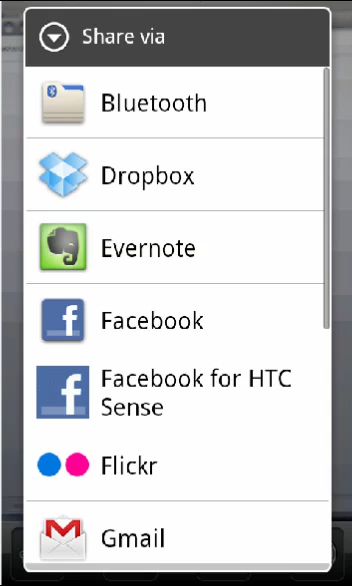 Share via
Bluetooth
Dropbox
Evernote
Facebook
Facebook for HTC
Sense
Flickr
Gmail